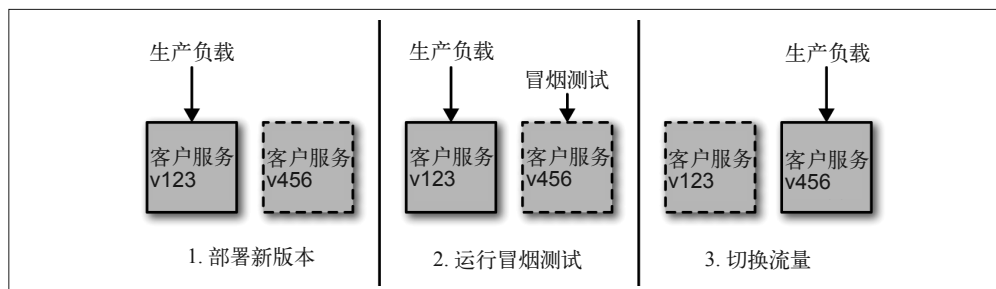 生产负载
客户服务
v123
客户服务
v456
1. 部署新版本
生产负载
冒烟测试
客户服务
v123
客户服务
v456
2. 运行冒烟测试
生产负载
客户服务
v123
客户服务
v456
3. 切换流量